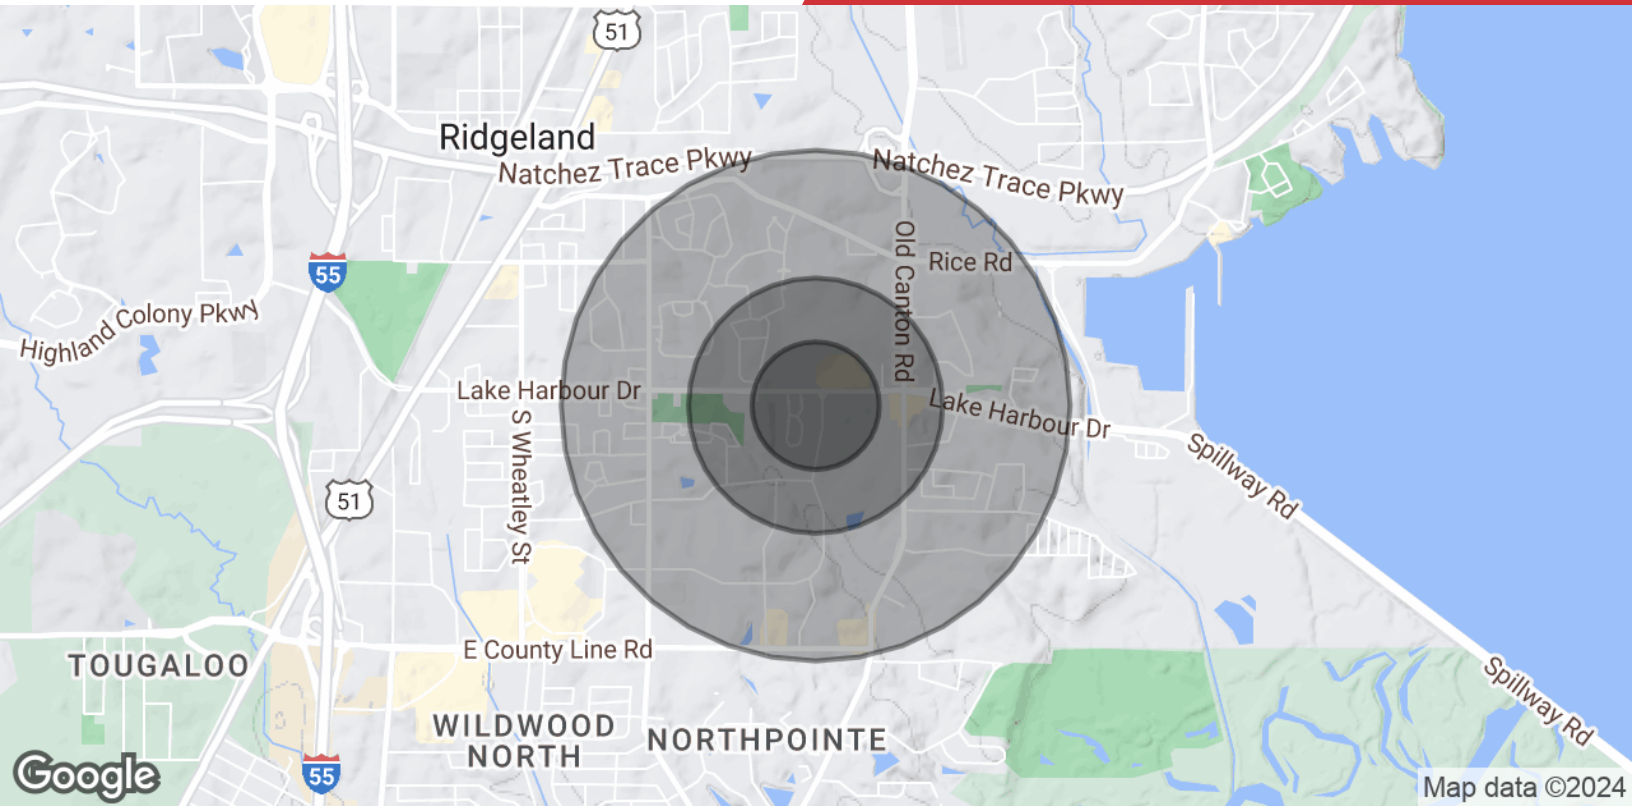 51
Ridgeland
Natchez Trace Pkwy
Natchez Trace Pkwy
Old Canton Rd
Rice Rd
55
Highland Colony Pkwy
Lake Harbour Dr
Lake Harbour Dr
S Wheatley St
Spillway Rd
51
E County Line Rd
TOUGALOO
Spillway Rd
WILDWOOD
NORTH
NORTHPOINTE
55
Google
Map data ©2024